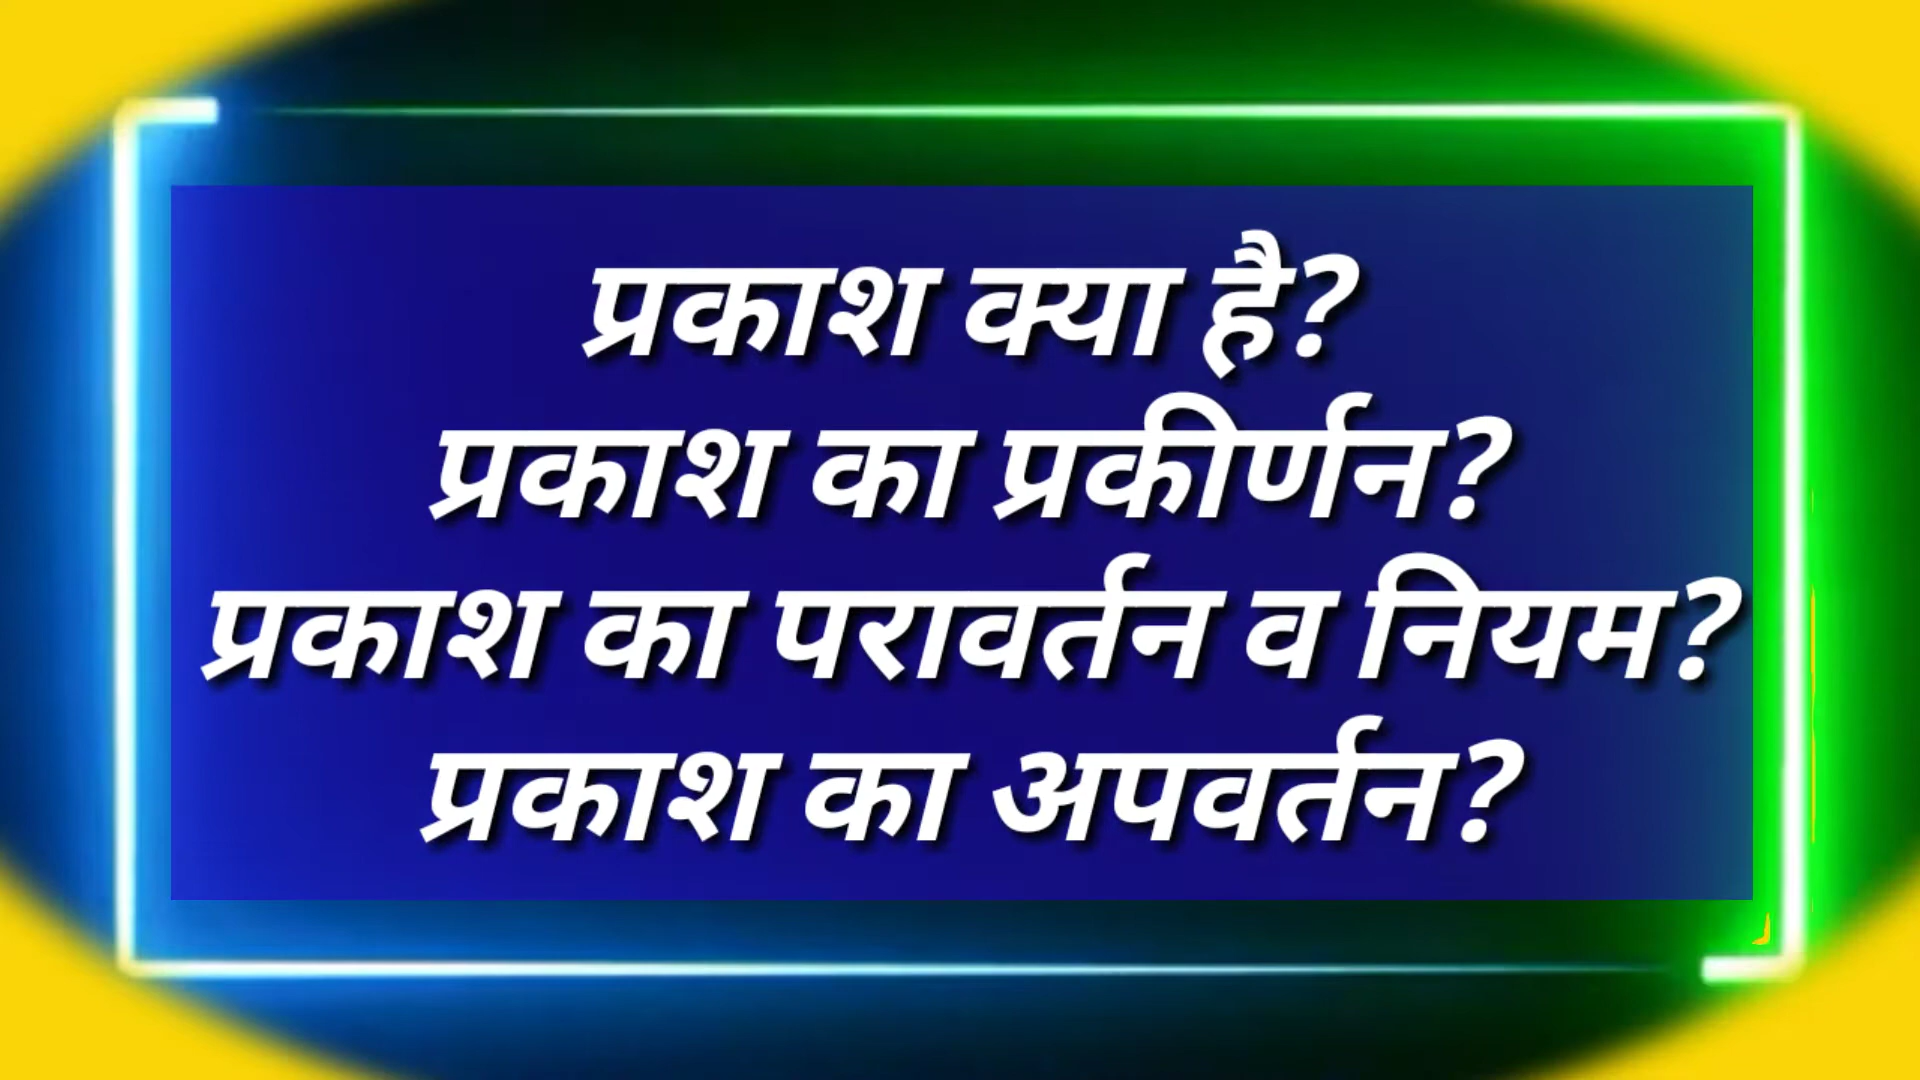 प्रकाश क्या है?
प्रकाश का प्रकीर्णन?
प्रकाश का परावर्तन व नियम?
प्रकाश का अपवर्तन?